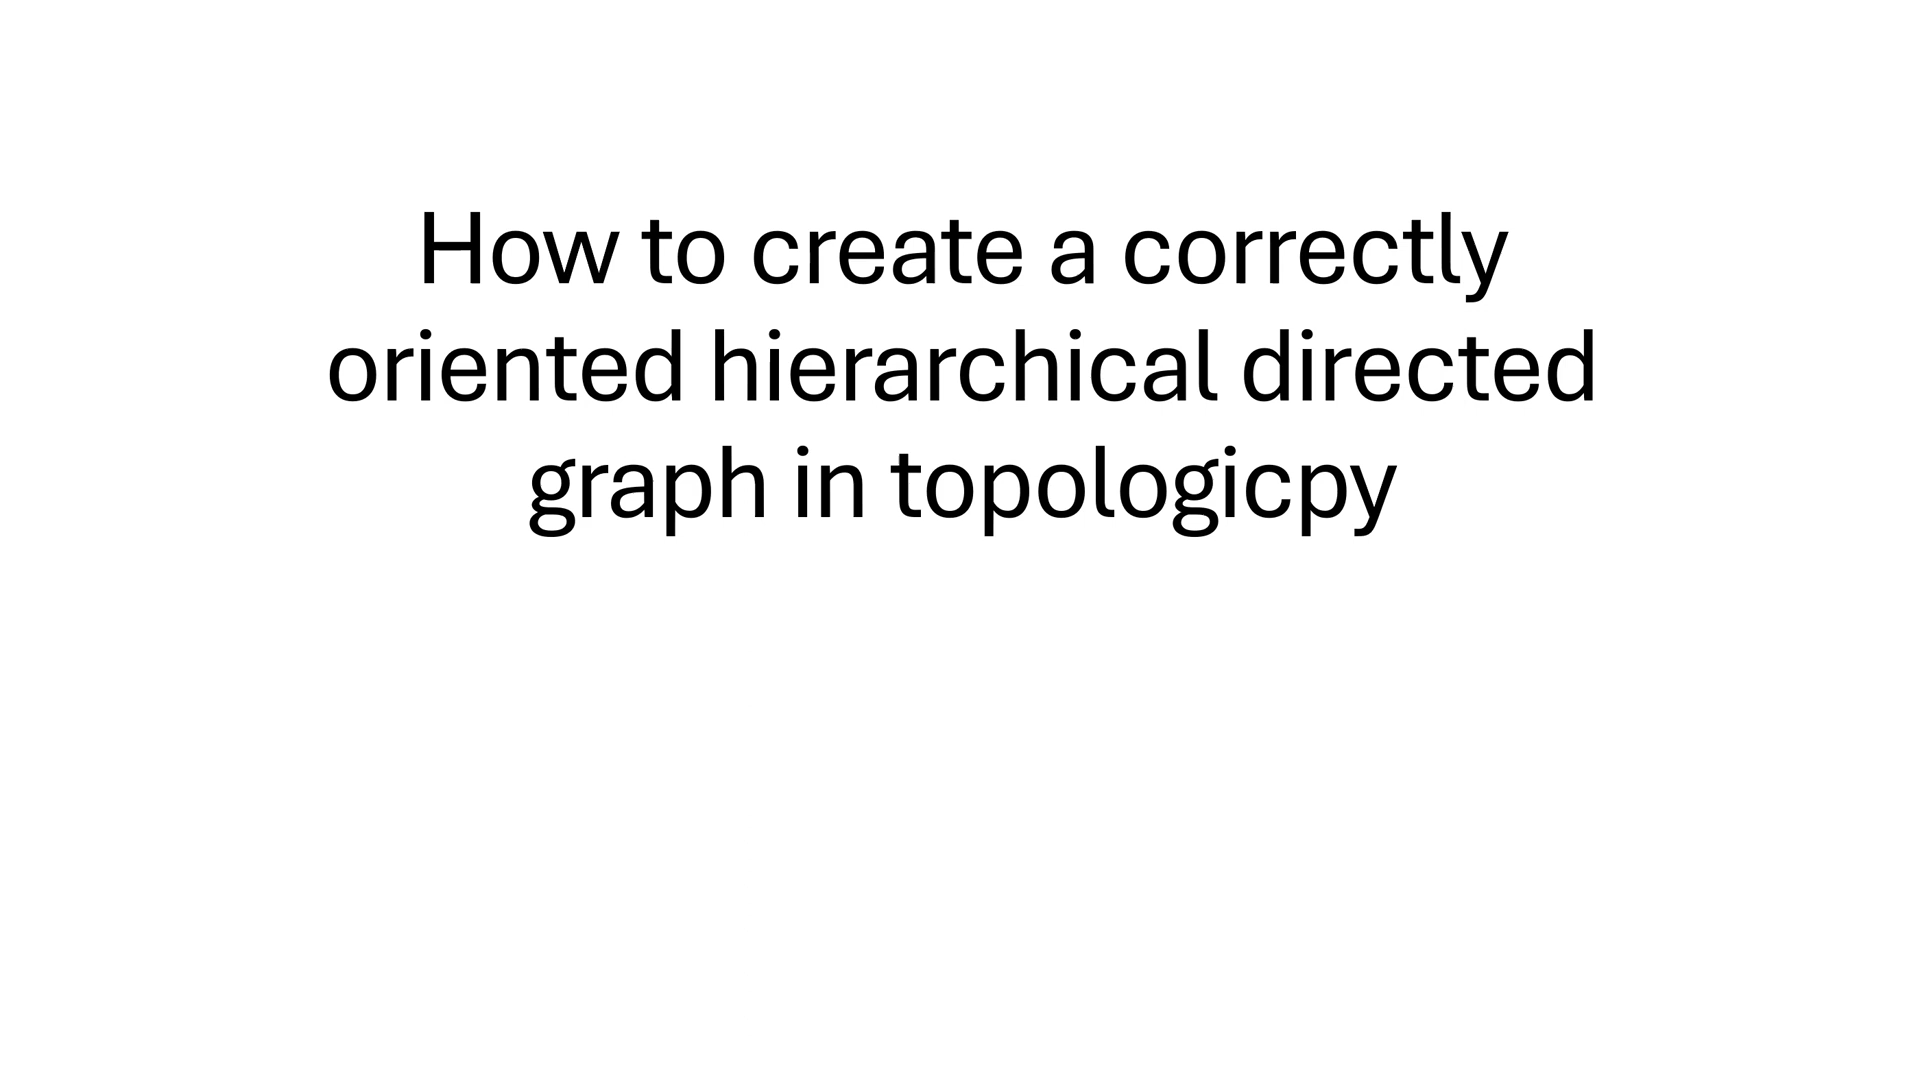 How to create a correctly
oriented hierarchical directed
graph in topologicpy